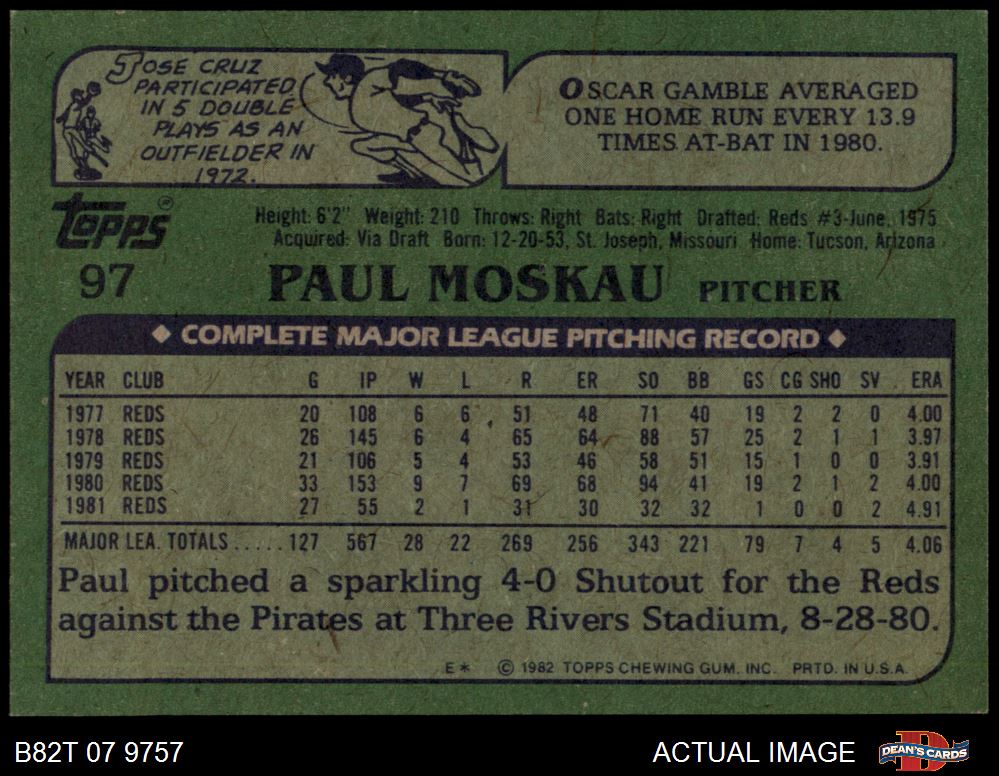 JOSE CRUZ
PARTICIPATED
IN 5 DOUBLE
PLAYS AS AN
OUTFIELDER IN
1972.
OSCAR GAMBLE AVERAGED
ONE HOME RUN EVERY 13.9
TIMES AT-BAT IN 1980.
TOPPS®
Height: 6'2" Weight: 210 Throws: Right Bats: Right Drafted: Reds #3-June, 1975
Acquired: Via Draft Born: 12-20-53, St. Joseph, Missouri Home: Tucson, Arizona
97 PAUL MOSKAU PITCHER
◆ COMPLETE MAJOR LEAGUE PITCHING RECORD ◆
YEAR CLUB G IP W L R ER SO BB GS CG SHO SV ERA
1977 REDS 20 108 6 6 51 48 71 40 19 2 2 0 4.00
1978 REDS 26 145 6 4 65 64 88 57 25 2 1 1 3.97
1979 REDS 21 106 5 4 53 46 58 51 15 1 0 0 3.91
1980 REDS 33 153 9 7 69 68 94 41 19 2 1 2 4.00
1981 REDS 27 55 2 1 31 30 32 32 1 0 0 2 4.91
MAJOR LEA. TOTALS ..... 127 567 28 22 269 256 343 221 79 7 4 5 4.06
Paul pitched a sparkling 4-0 Shutout for the Reds
against the Pirates at Three Rivers Stadium, 8-28-80.
E* © 1982 TOPPS CHEWING GUM, INC. PRTD. IN U.S.A.
B82T 07 9757 ACTUAL IMAGE D DEAN'S CARDS